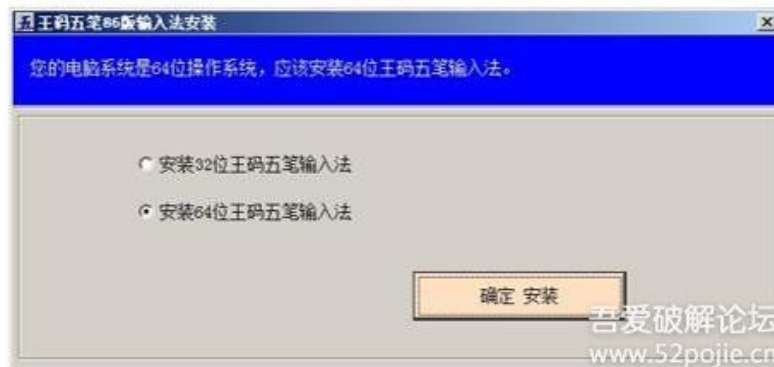 五 王码五笔86版输入法安装
您的电脑系统是64位操作系统，应该安装64位王码五笔输入法。
安装32位王码五笔输入法
安装64位王码五笔输入法
确定 安装
吾爱破解论坛
www.52pojie.cn